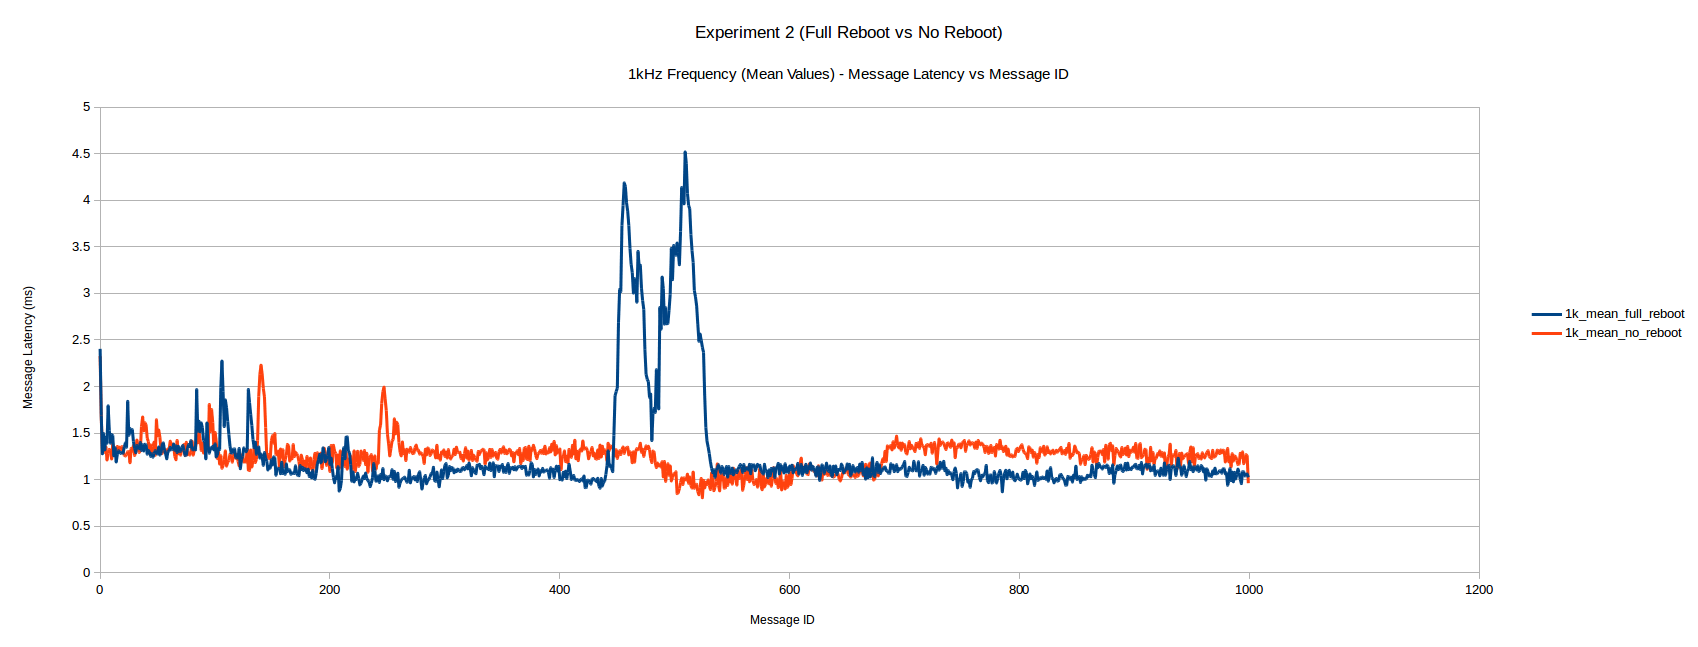 Experiment 2 (Full Reboot vs No Reboot)
1kHz Frequency (Mean Values) - Message Latency vs Message ID
5
4.5
4
3.5
3
2.5
2
1.5
1
0.5
0
Message Latency (ms)
0 200 400 600 800 1000 1200
Message ID
1k_mean_full_reboot
1k_mean_no_reboot